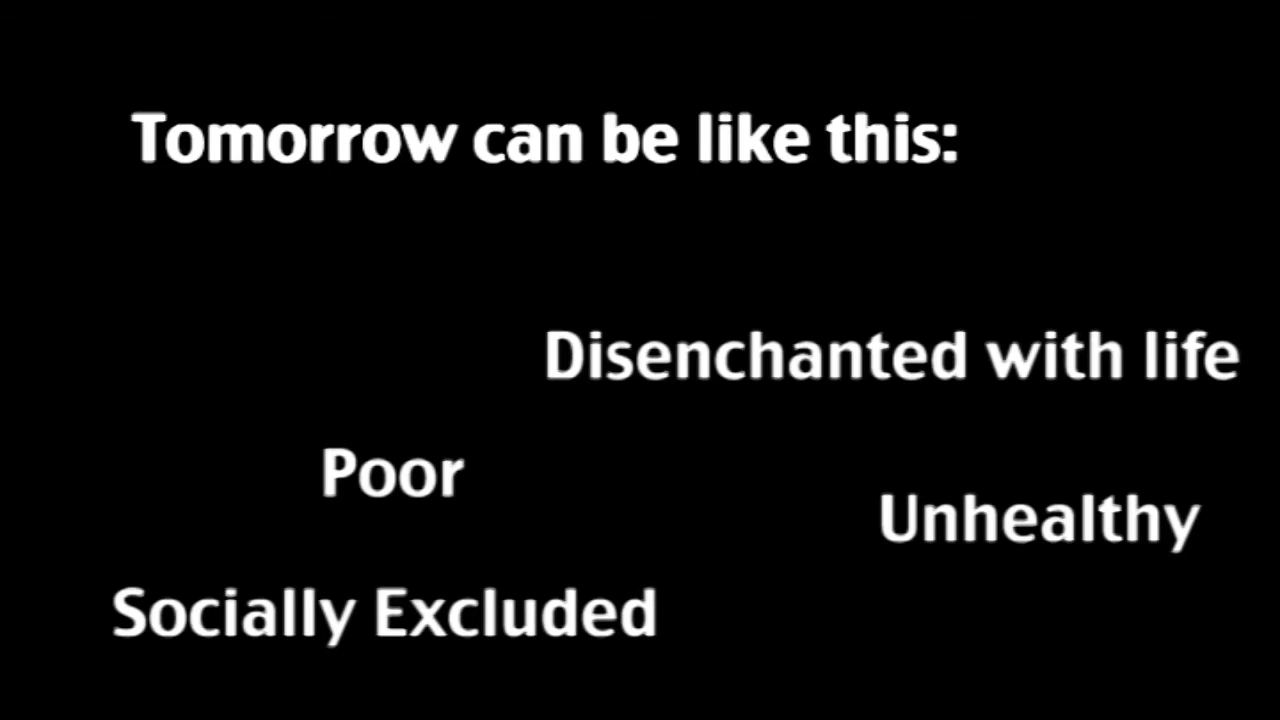 Tomorrow can be like this:
Disenchanted with life
Poor
Unhealthy
Socially Excluded